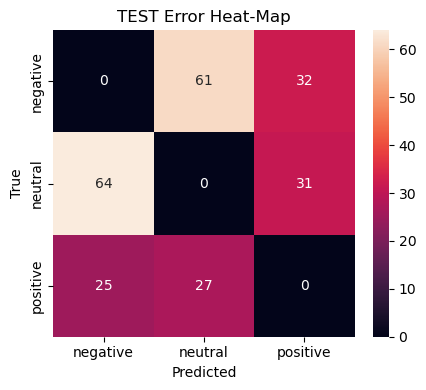 TEST Error Heat-Map
True
negative
0 61 32
neutral
64 0 31
positive
25 27 0
negative neutral positive
Predicted
60
50
40
30
20
10
0